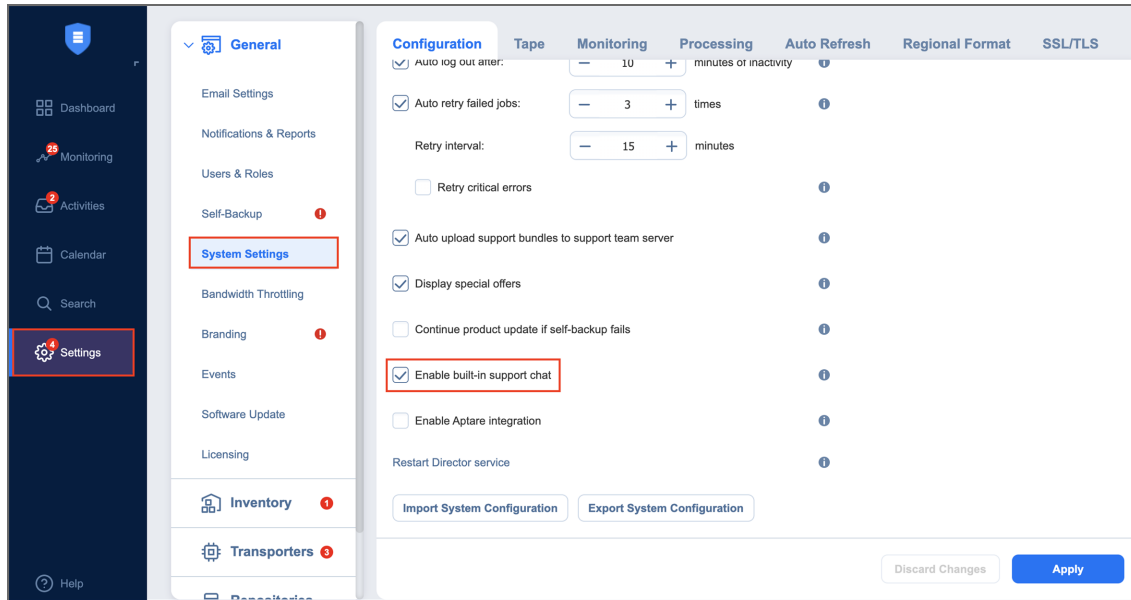 Dashboard
25
Monitoring
2
Activities
Calendar
Search
4
Settings
Help
General
Email Settings
Notifications & Reports
Users & Roles
Self-Backup
System Settings
Bandwidth Throttling
Branding
Events
Software Update
Licensing
Inventory 1
Transporters 3
Repositories
Configuration Tape Monitoring Processing Auto Refresh Regional Format SSL/TLS
Auto log out after: − 10 + minutes of inactivity
Auto retry failed jobs: − 3 + times
Retry interval: − 15 + minutes
Retry critical errors
Auto upload support bundles to support team server
Display special offers
Continue product update if self-backup fails
Enable built-in support chat
Enable Aptare integration
Restart Director service
Import System Configuration Export System Configuration
Discard Changes Apply